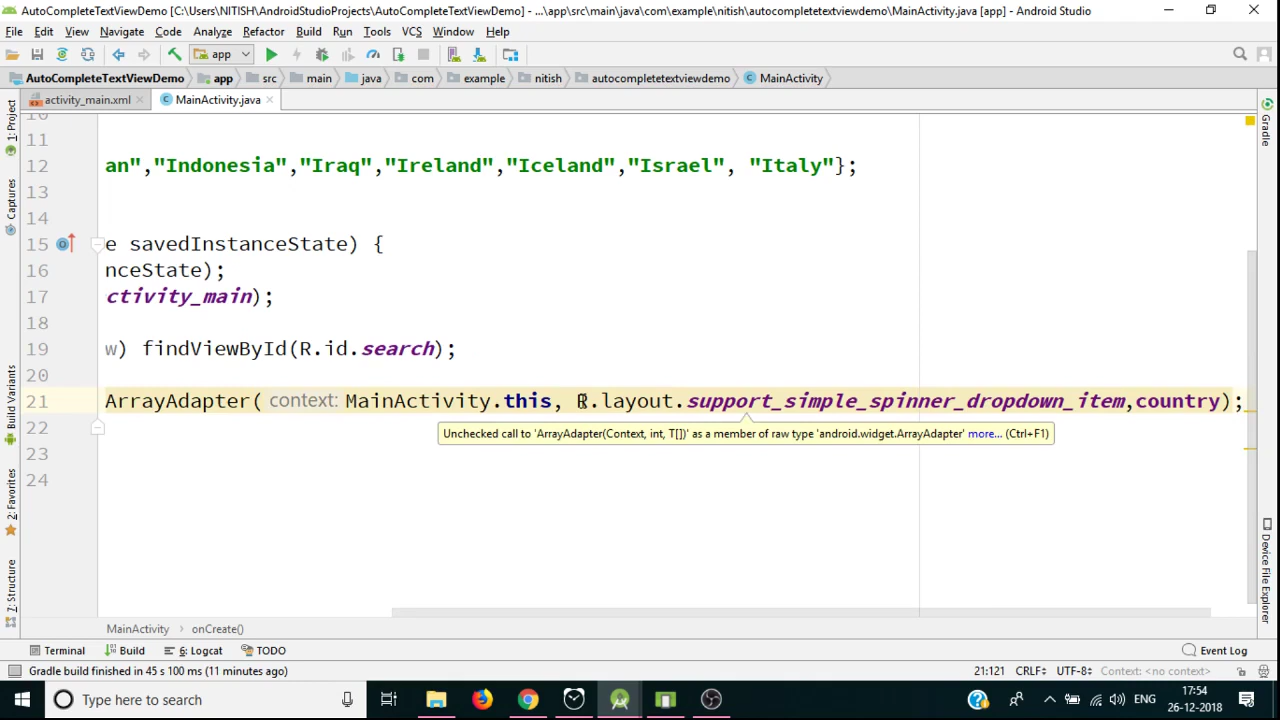 AutoCompleteTextViewDemo [C:\Users\NITISH\AndroidStudioProjects\AutoCompleteTextViewDemo] - ...\app\src\main\java\com\example\nitish\autocompletetextviewdemo\MainActivity.java [app] - Android Studio
File Edit View Navigate Code Analyze Refactor Build Run Tools VCS Window Help
app
AutoCompleteTextViewDemo app src main java com example nitish autocompletetextviewdemo MainActivity
activity_main.xml MainActivity.java
1: Project
Captures
Build Variants
2: Favorites
7: Structure
Gradle
Device File Explorer
10
11
12 an","Indonesia","Iraq","Ireland","Iceland","Israel", "Italy"};
13
14
15 e savedInstanceState) {
16 nceState);
17 ctivity_main);
18
19 w) findViewById(R.id.search);
20
21 ArrayAdapter( context: MainActivity.this, R.layout.support_simple_spinner_dropdown_item,country);
22
Unchecked call to 'ArrayAdapter(Context, int, T[])' as a member of raw type 'android.widget.ArrayAdapter' more... (Ctrl+F1)
23
24
MainActivity onCreate()
Terminal Build 6: Logcat TODO Event Log
Gradle build finished in 45 s 100 ms (11 minutes ago) 21:121 CRLF UTF-8 Context: <no context>
Type here to search ENG 17:54
26-12-2018